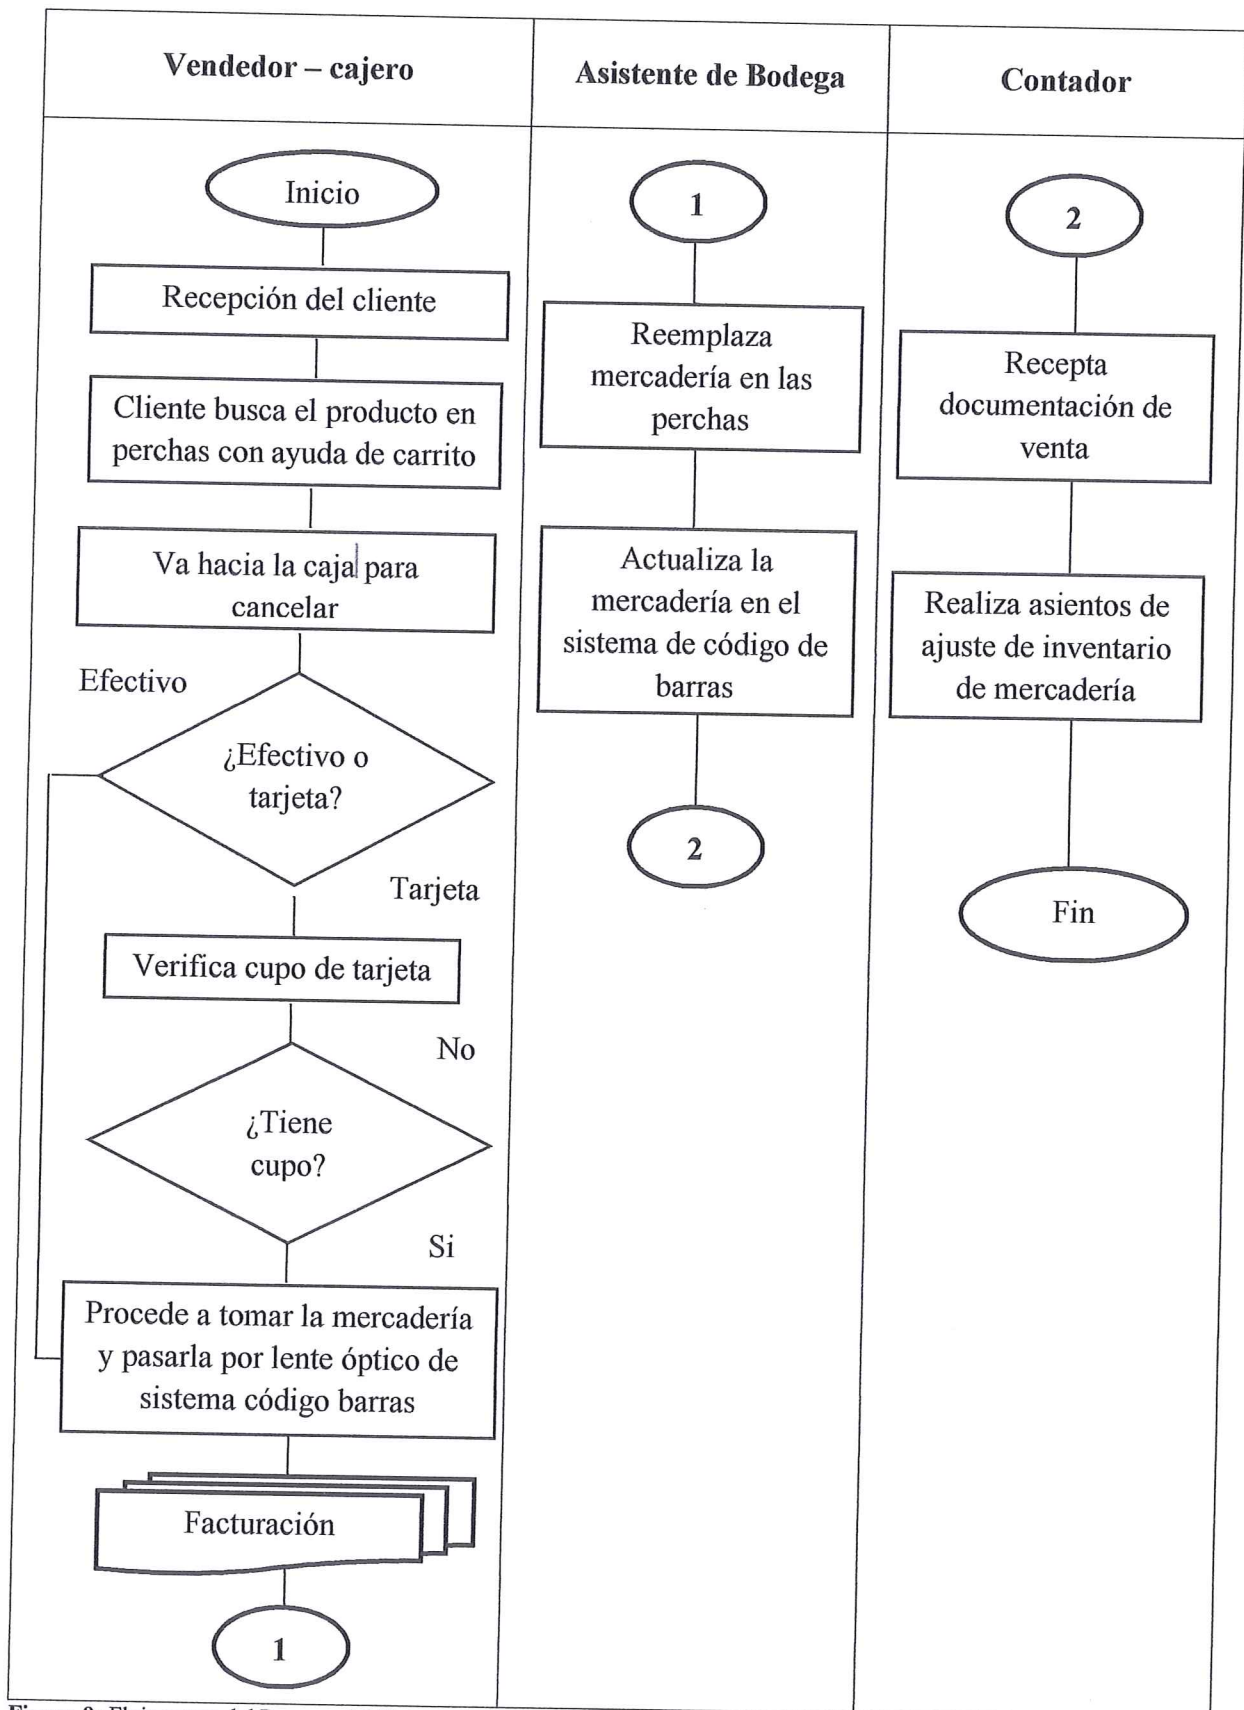 Vendedor – cajero
Asistente de Bodega
Contador
Inicio
Recepción del cliente
Cliente busca el producto en
perchas con ayuda de carrito
Va hacia la caja para
cancelar
Efectivo
¿Efectivo o
tarjeta?
Tarjeta
Verifica cupo de tarjeta
No
¿Tiene
cupo?
Si
Procede a tomar la mercadería
y pasarla por lente óptico de
sistema código barras
Facturación
1
1
Reemplaza
mercadería en las
perchas
Actualiza la
mercadería en el
sistema de código de
barras
2
2
Recepta
documentación de
venta
Realiza asientos de
ajuste de inventario
de mercadería
Fin